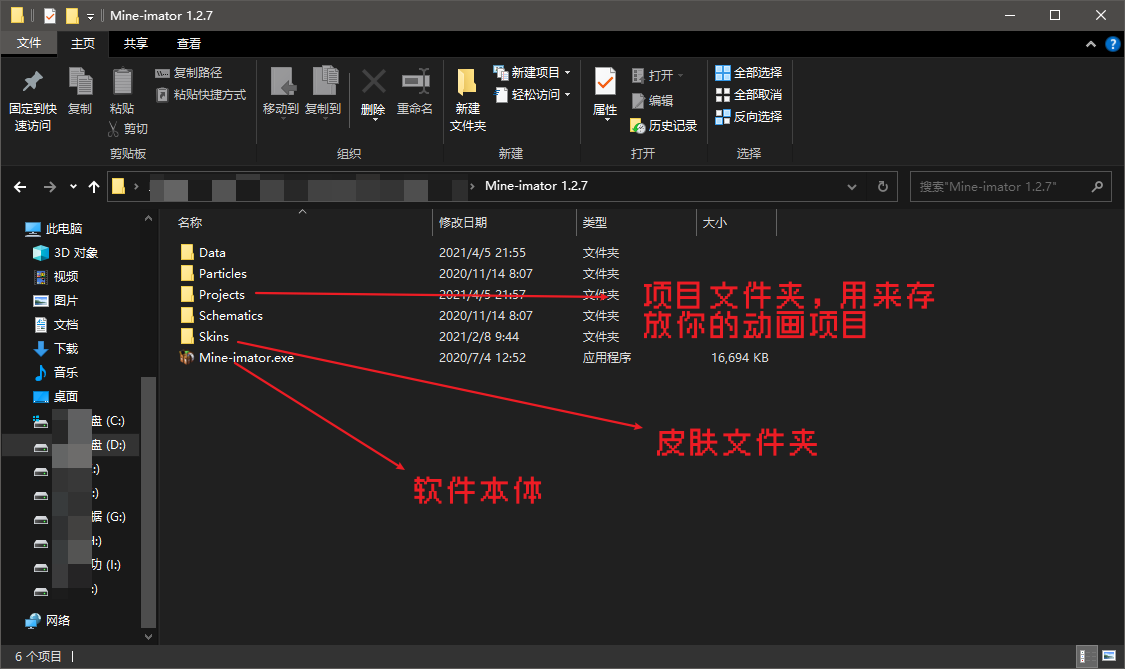 Mine-imator 1.2.7
文件 主页 共享 查看
固定到快速访问
复制
粘贴
复制路径
粘贴快捷方式
剪切
剪贴板
移动到
复制到
删除
重命名
组织
新建
文件夹
新建项目
轻松访问
新建
属性
打开
编辑
历史记录
打开
全部选择
全部取消
反向选择
选择
Mine-imator 1.2.7
搜索"Mine-imator 1.2.7"
此电脑
3D 对象
视频
图片
文档
下载
音乐
桌面
盘 (C:)
盘 (D:)
:)
:)
据 (G:)
H:)
功 (I:)
:)
网络
名称 修改日期 类型 大小
Data 2021/4/5 21:55 文件夹
Particles 2020/11/14 8:07 文件夹
Projects 2021/4/5 21:57 文件夹
Schematics 2020/11/14 8:07 文件夹
Skins 2021/2/8 9:44 文件夹
Mine-imator.exe 2020/7/4 12:52 应用程序 16,694 KB
项目文件夹，用来存
放你的动画项目
皮肤文件夹
软件本体
6 个项目